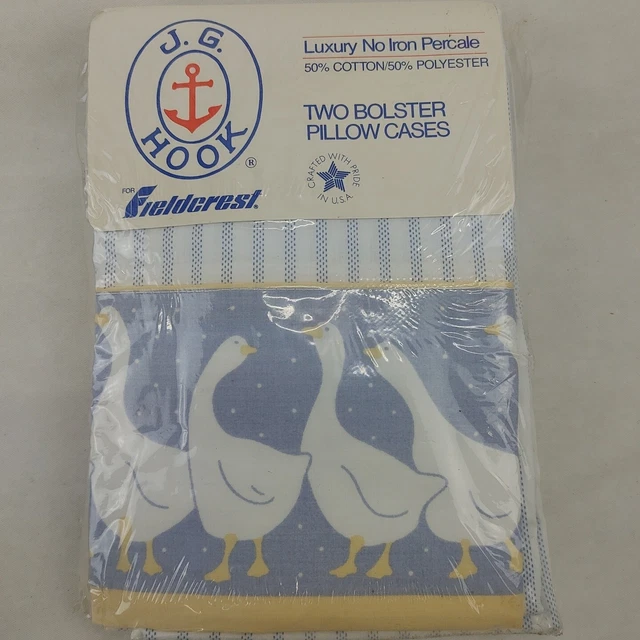 J. G.
HOOK
®
FOR
Fieldcrest®
Luxury No Iron Percale
50% COTTON/50% POLYESTER
TWO BOLSTER
PILLOW CASES
CRAFTED WITH PRIDE
IN U.S.A.